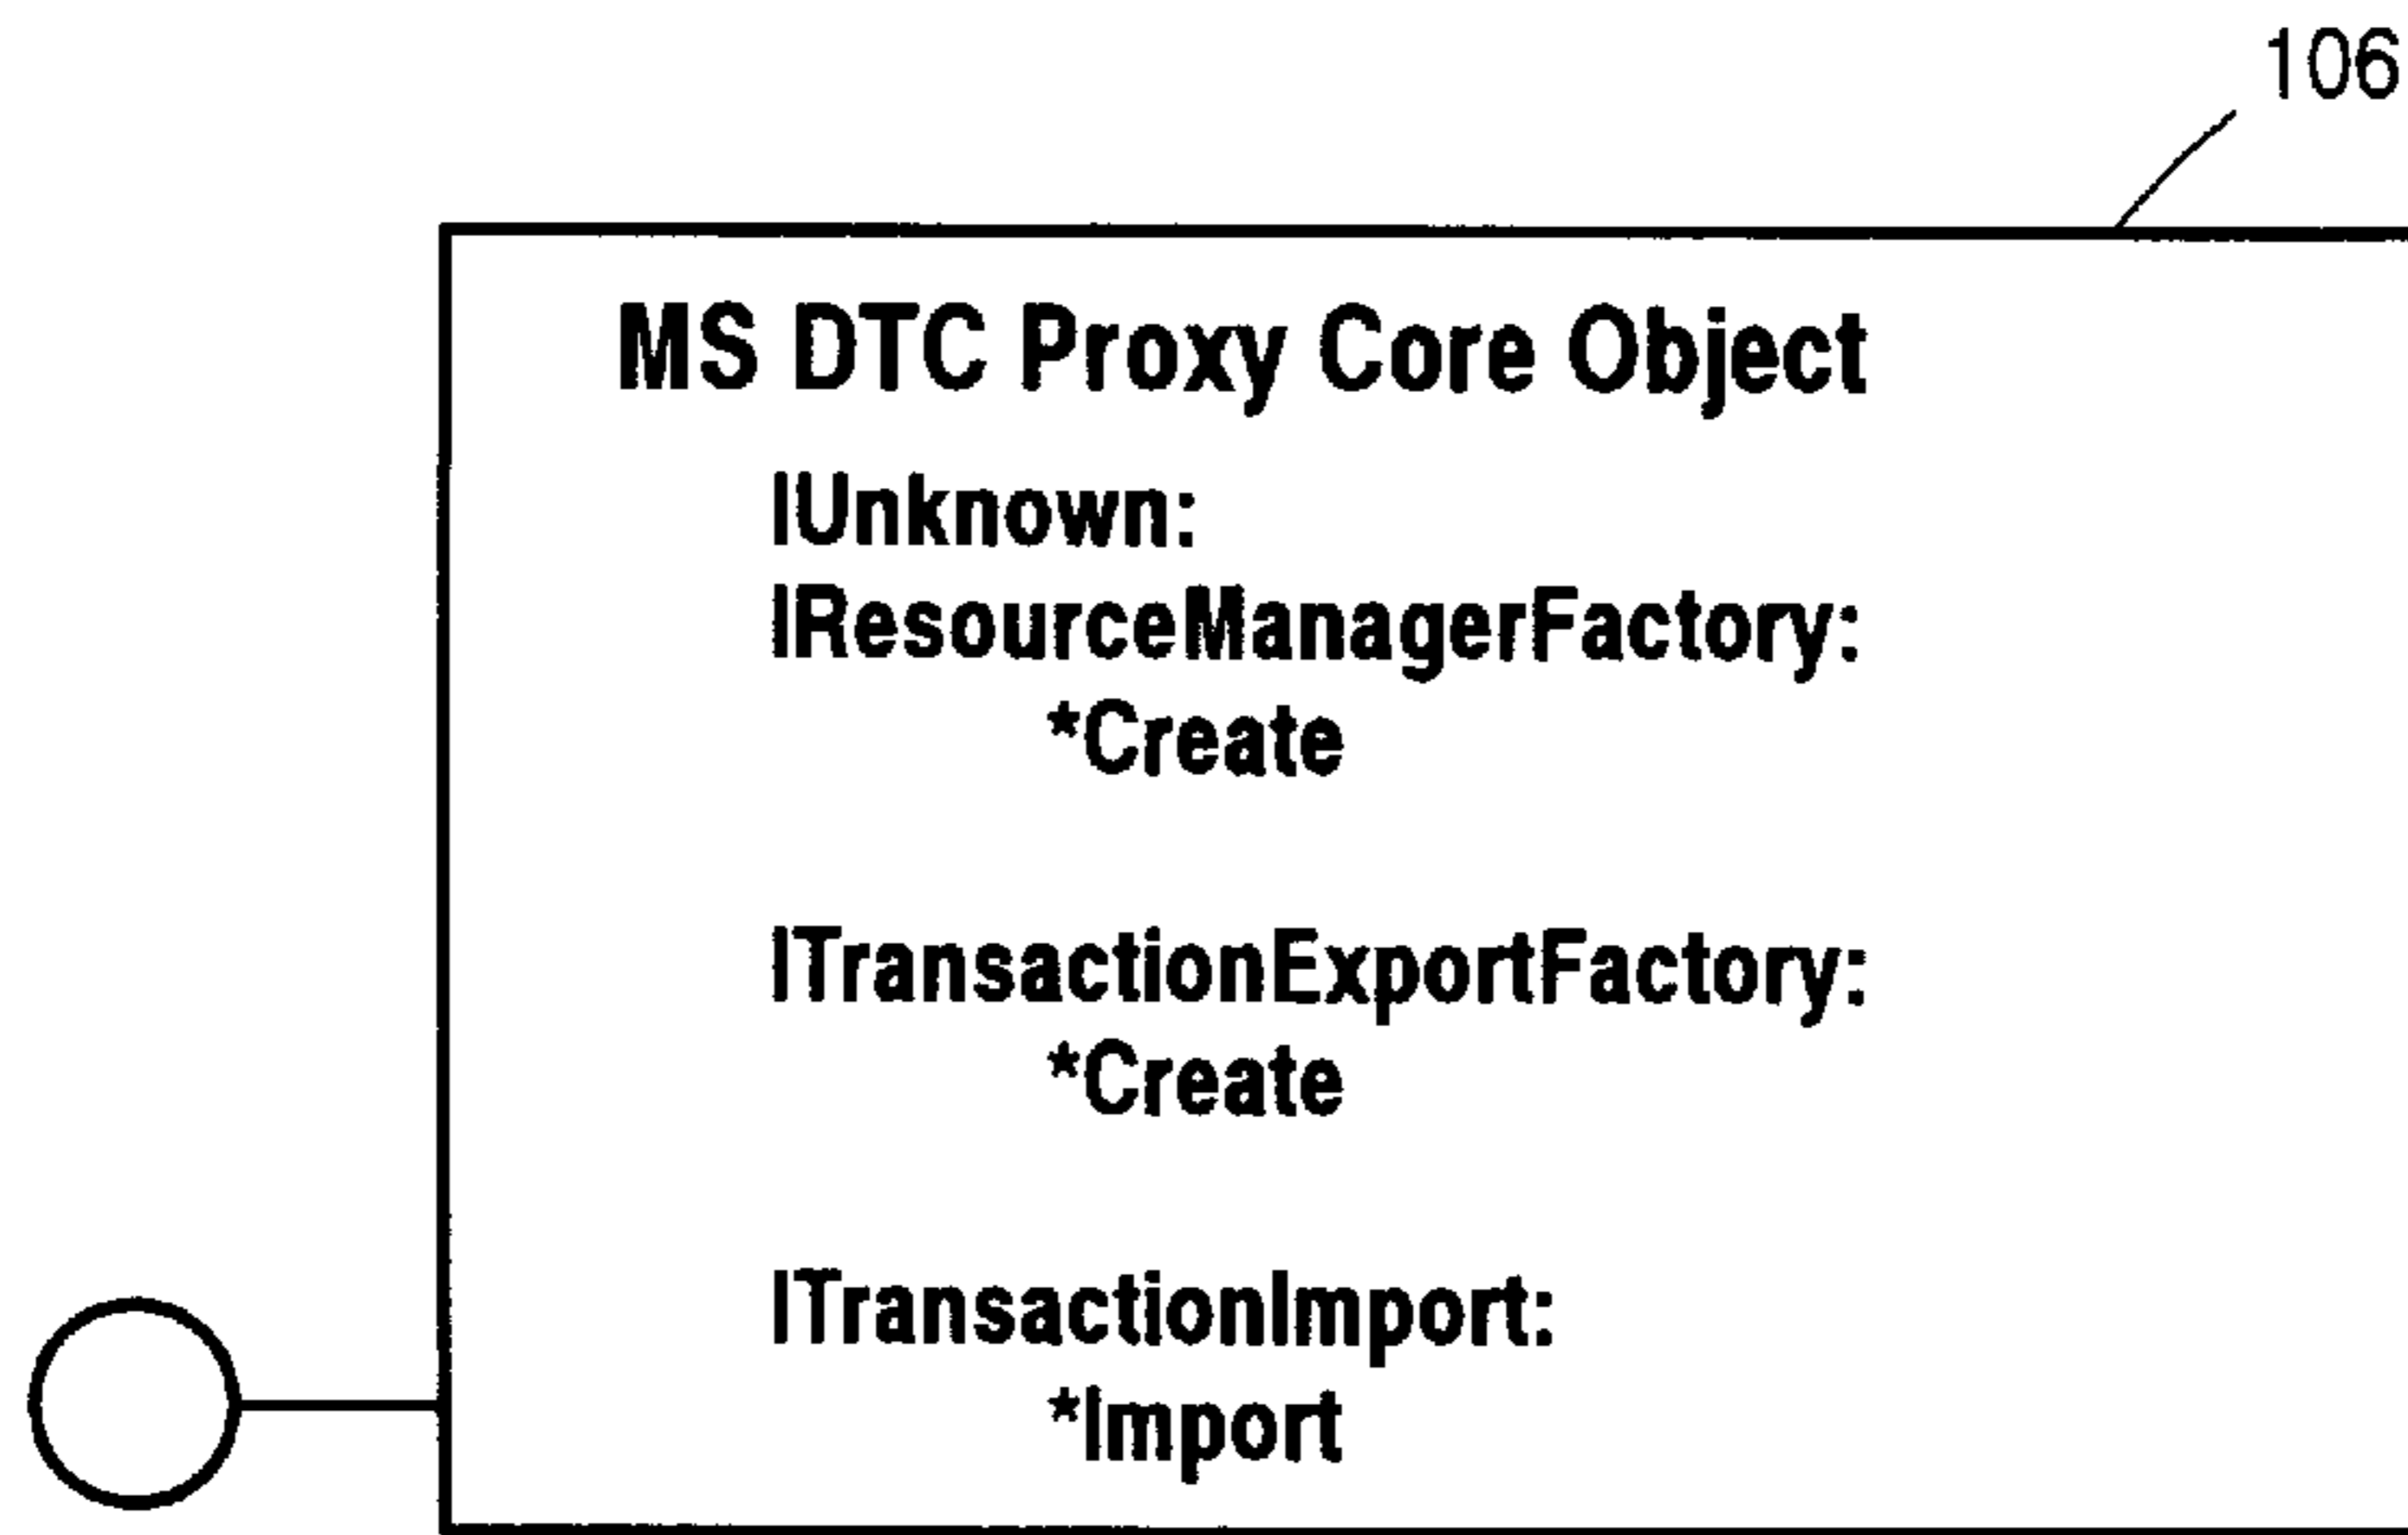 106
MS DTC Proxy Core Object
IUnknown:
IResourceManagerFactory:
*Create
ITransactionExportFactory:
*Create
ITransactionImport:
*Import